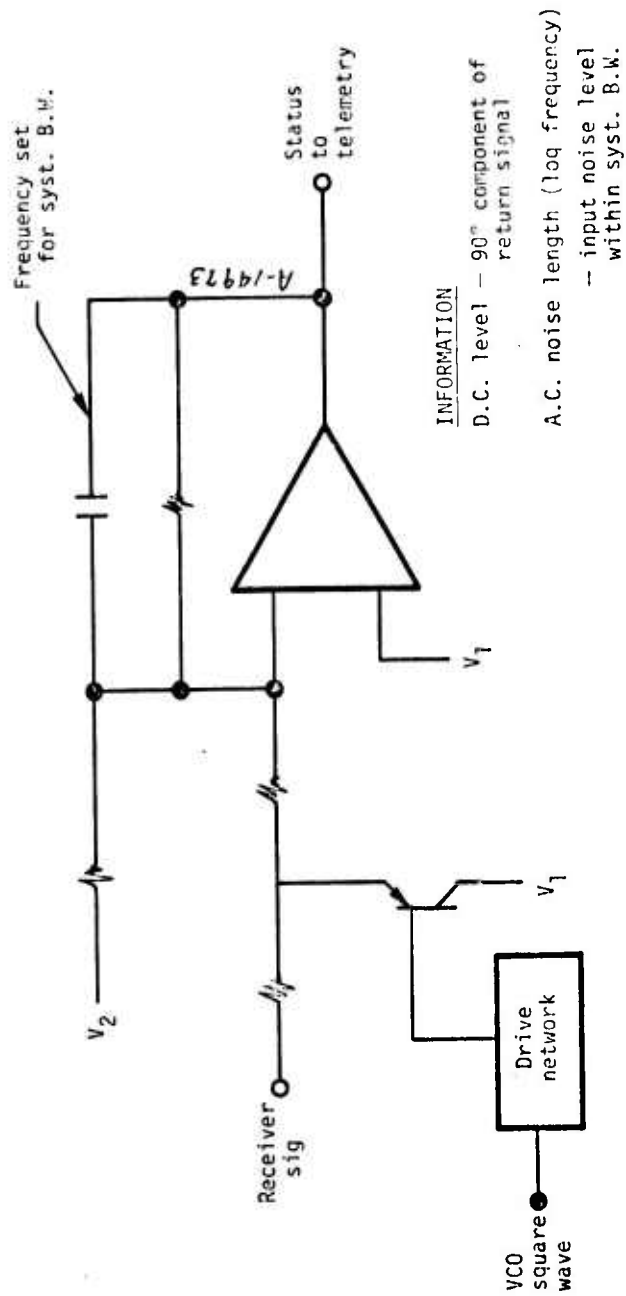 Frequency set
for syst. B.W.
V2
A-14973
Status
to
telemetry
Receiver
sig
V1
V1
Drive
network
VCO
square
wave
INFORMATION
D.C. level — 90° component of
return signal
A.C. noise length (log frequency)
— input noise level
within syst. B.W.